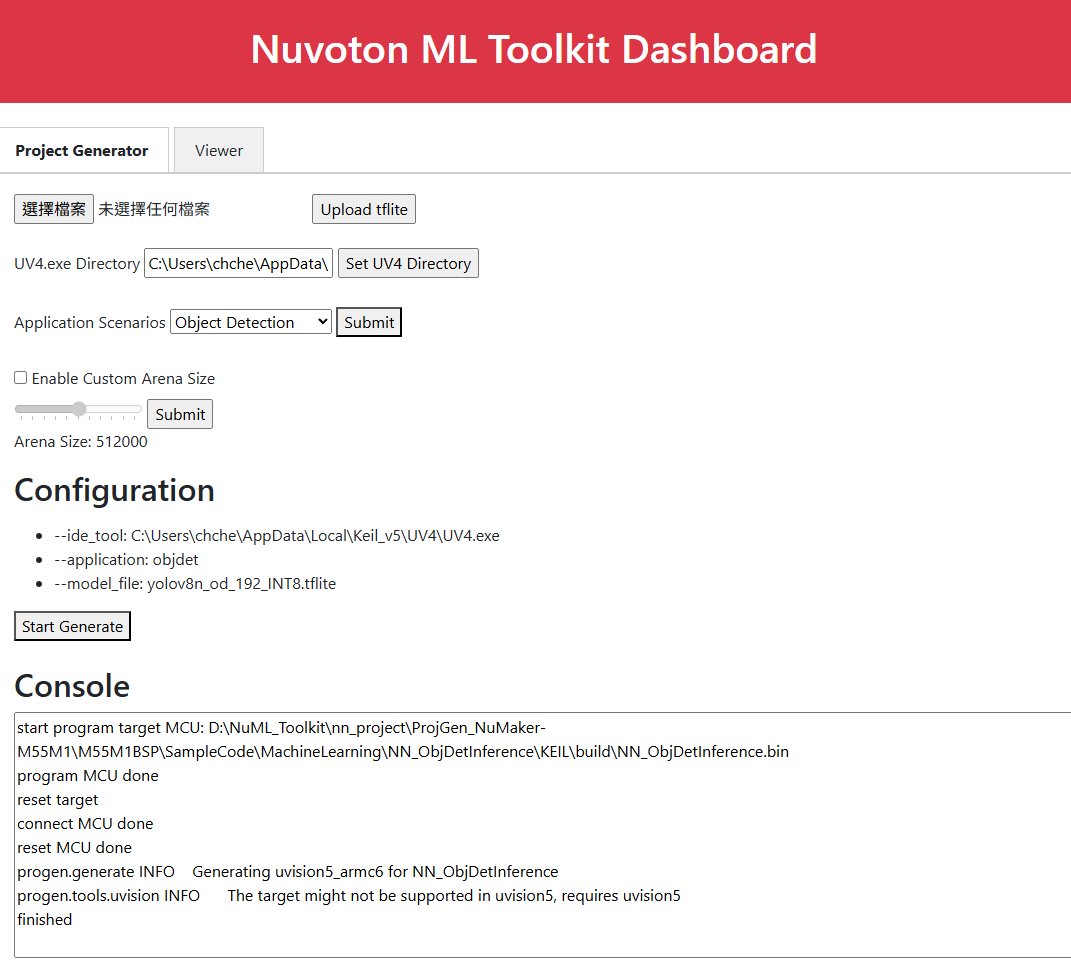 Nuvoton ML Toolkit Dashboard
Project Generator Viewer
選擇檔案 未選擇任何檔案 Upload tflite
UV4.exe Directory C:\Users\chche\AppData\ Set UV4 Directory
Application Scenarios Object Detection Submit
Enable Custom Arena Size
Submit
Arena Size: 512000
Configuration
--ide_tool: C:\Users\chche\AppData\Local\Keil_v5\UV4\UV4.exe
--application: objdet
--model_file: yolov8n_od_192_INT8.tflite
Start Generate
Console
start program target MCU: D:\NuML_Toolkit\nn_project\ProjGen_NuMaker-
M55M1\M55M1BSP\SampleCode\MachineLearning\NN_ObjDetInference\KEIL\build\NN_ObjDetInference.bin
program MCU done
reset target
connect MCU done
reset MCU done
progen.generate INFO Generating uvision5_armc6 for NN_ObjDetInference
progen.tools.uvision INFO The target might not be supported in uvision5, requires uvision5
finished